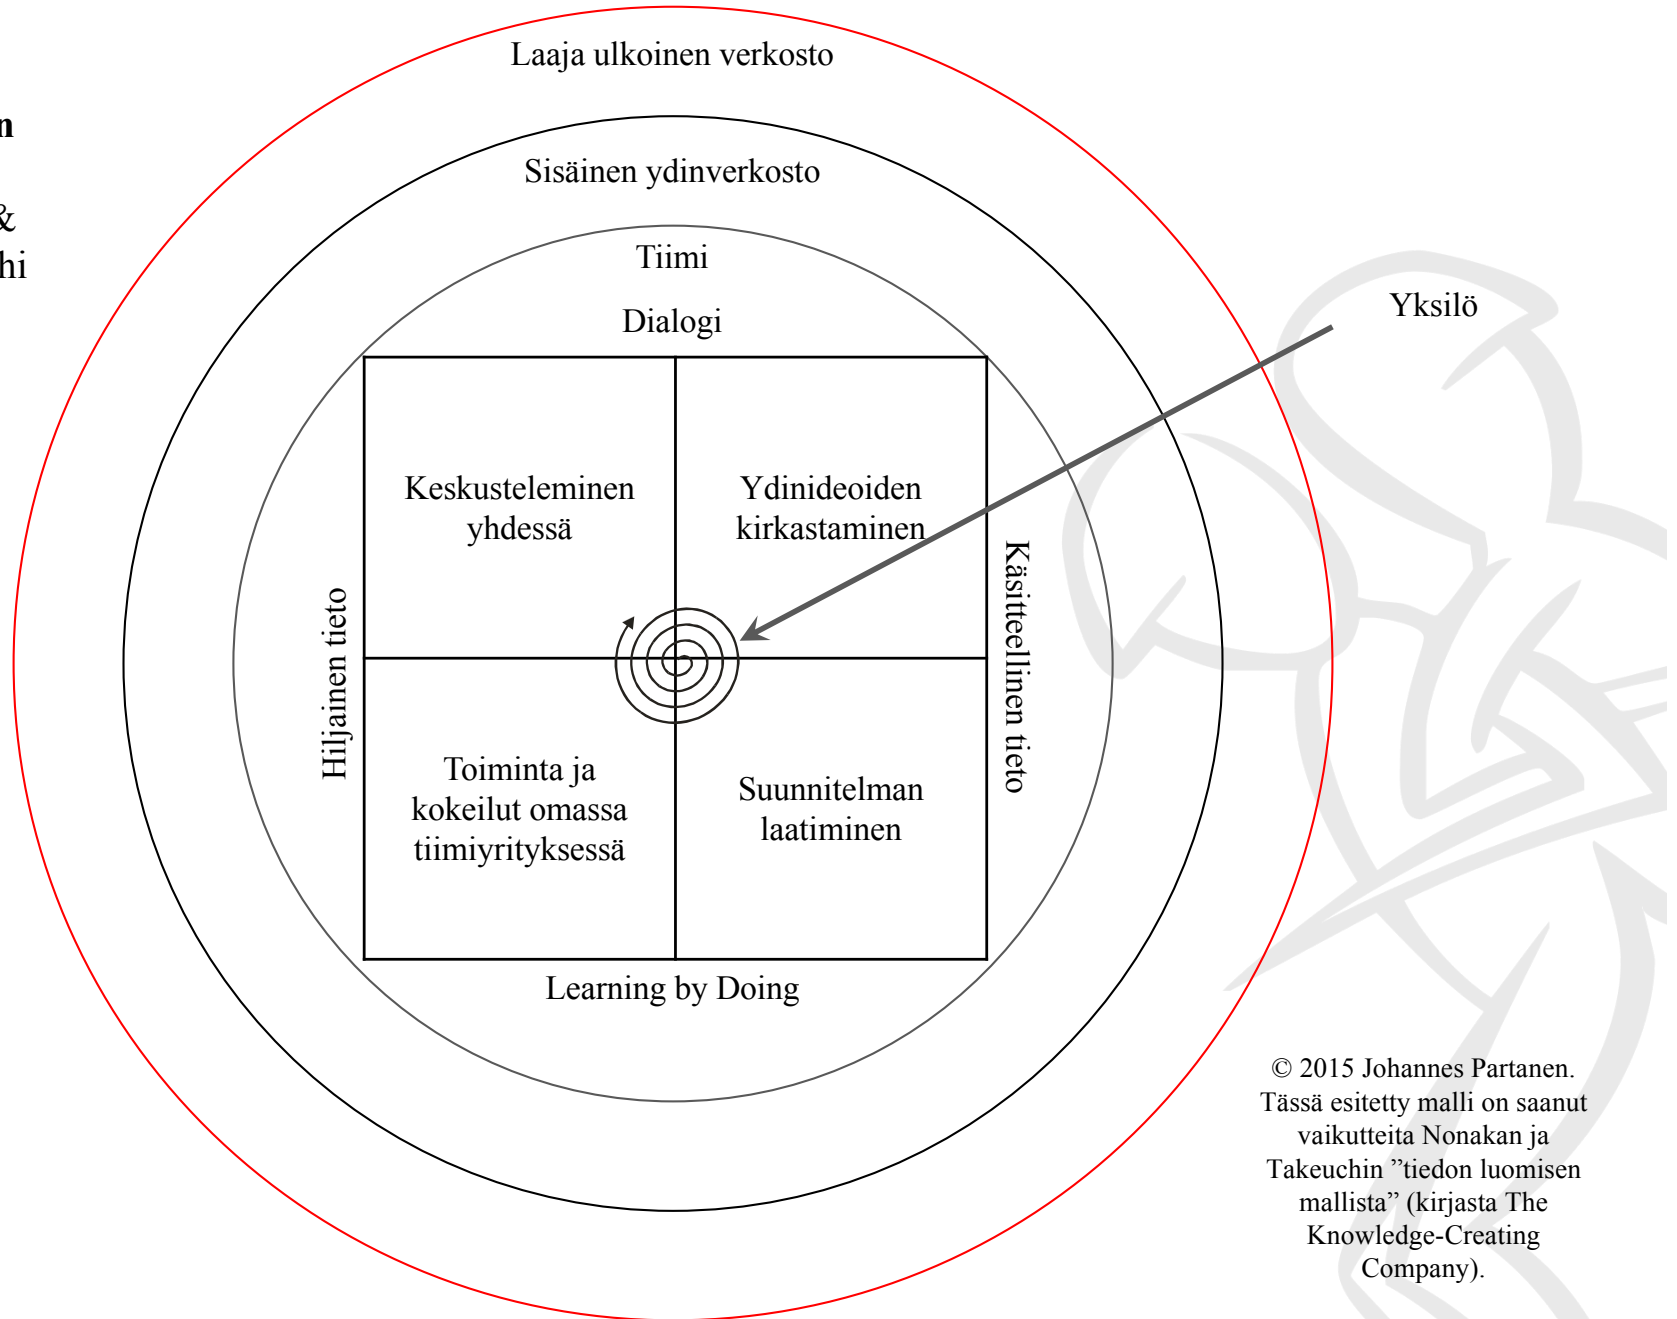 Laaja ulkoinen verkosto
n
Sisäinen ydinverkosto
&
hi
Tiimi
Yksilö
Dialogi
Keskusteleminen
yhdessä
Ydinideoiden
kirkastaminen
Hiljainen tieto
Käsitteellinen tieto
Toiminta ja
kokeilut omassa
tiimiyrityksessä
Suunnitelman
laatiminen
Learning by Doing
© 2015 Johannes Partanen.
Tässä esitetty malli on saanut
vaikutteita Nonakan ja
Takeuchin ”tiedon luomisen
mallista” (kirjasta The
Knowledge-Creating
Company).